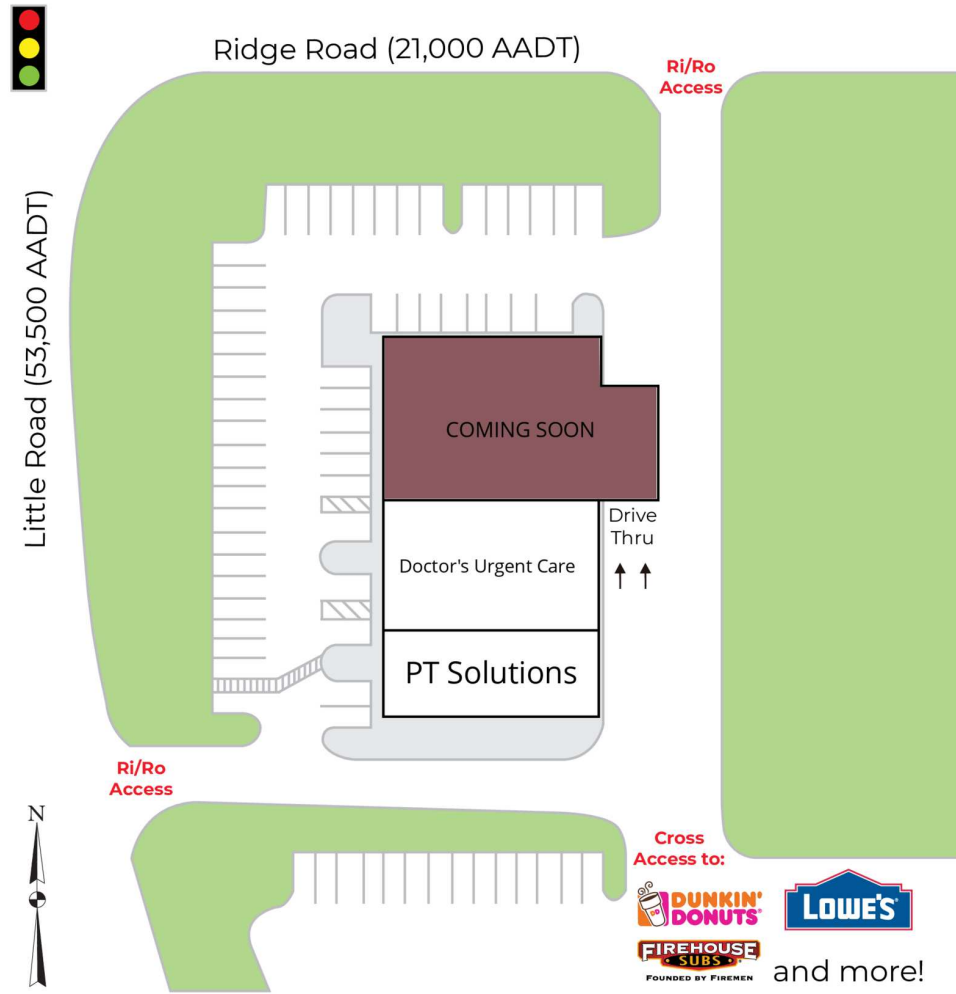 Ridge Road (21,000 AADT)
Ri/Ro
Access
Little Road (53,500 AADT)
COMING SOON
Drive
Thru
Doctor's Urgent Care
PT Solutions
Ri/Ro
Access
N
Cross
Access to:
DUNKIN'
DONUTS
DD
LOWE'S
FIREHOUSE
SUBS
FOUNDED BY FIREMEN
and more!